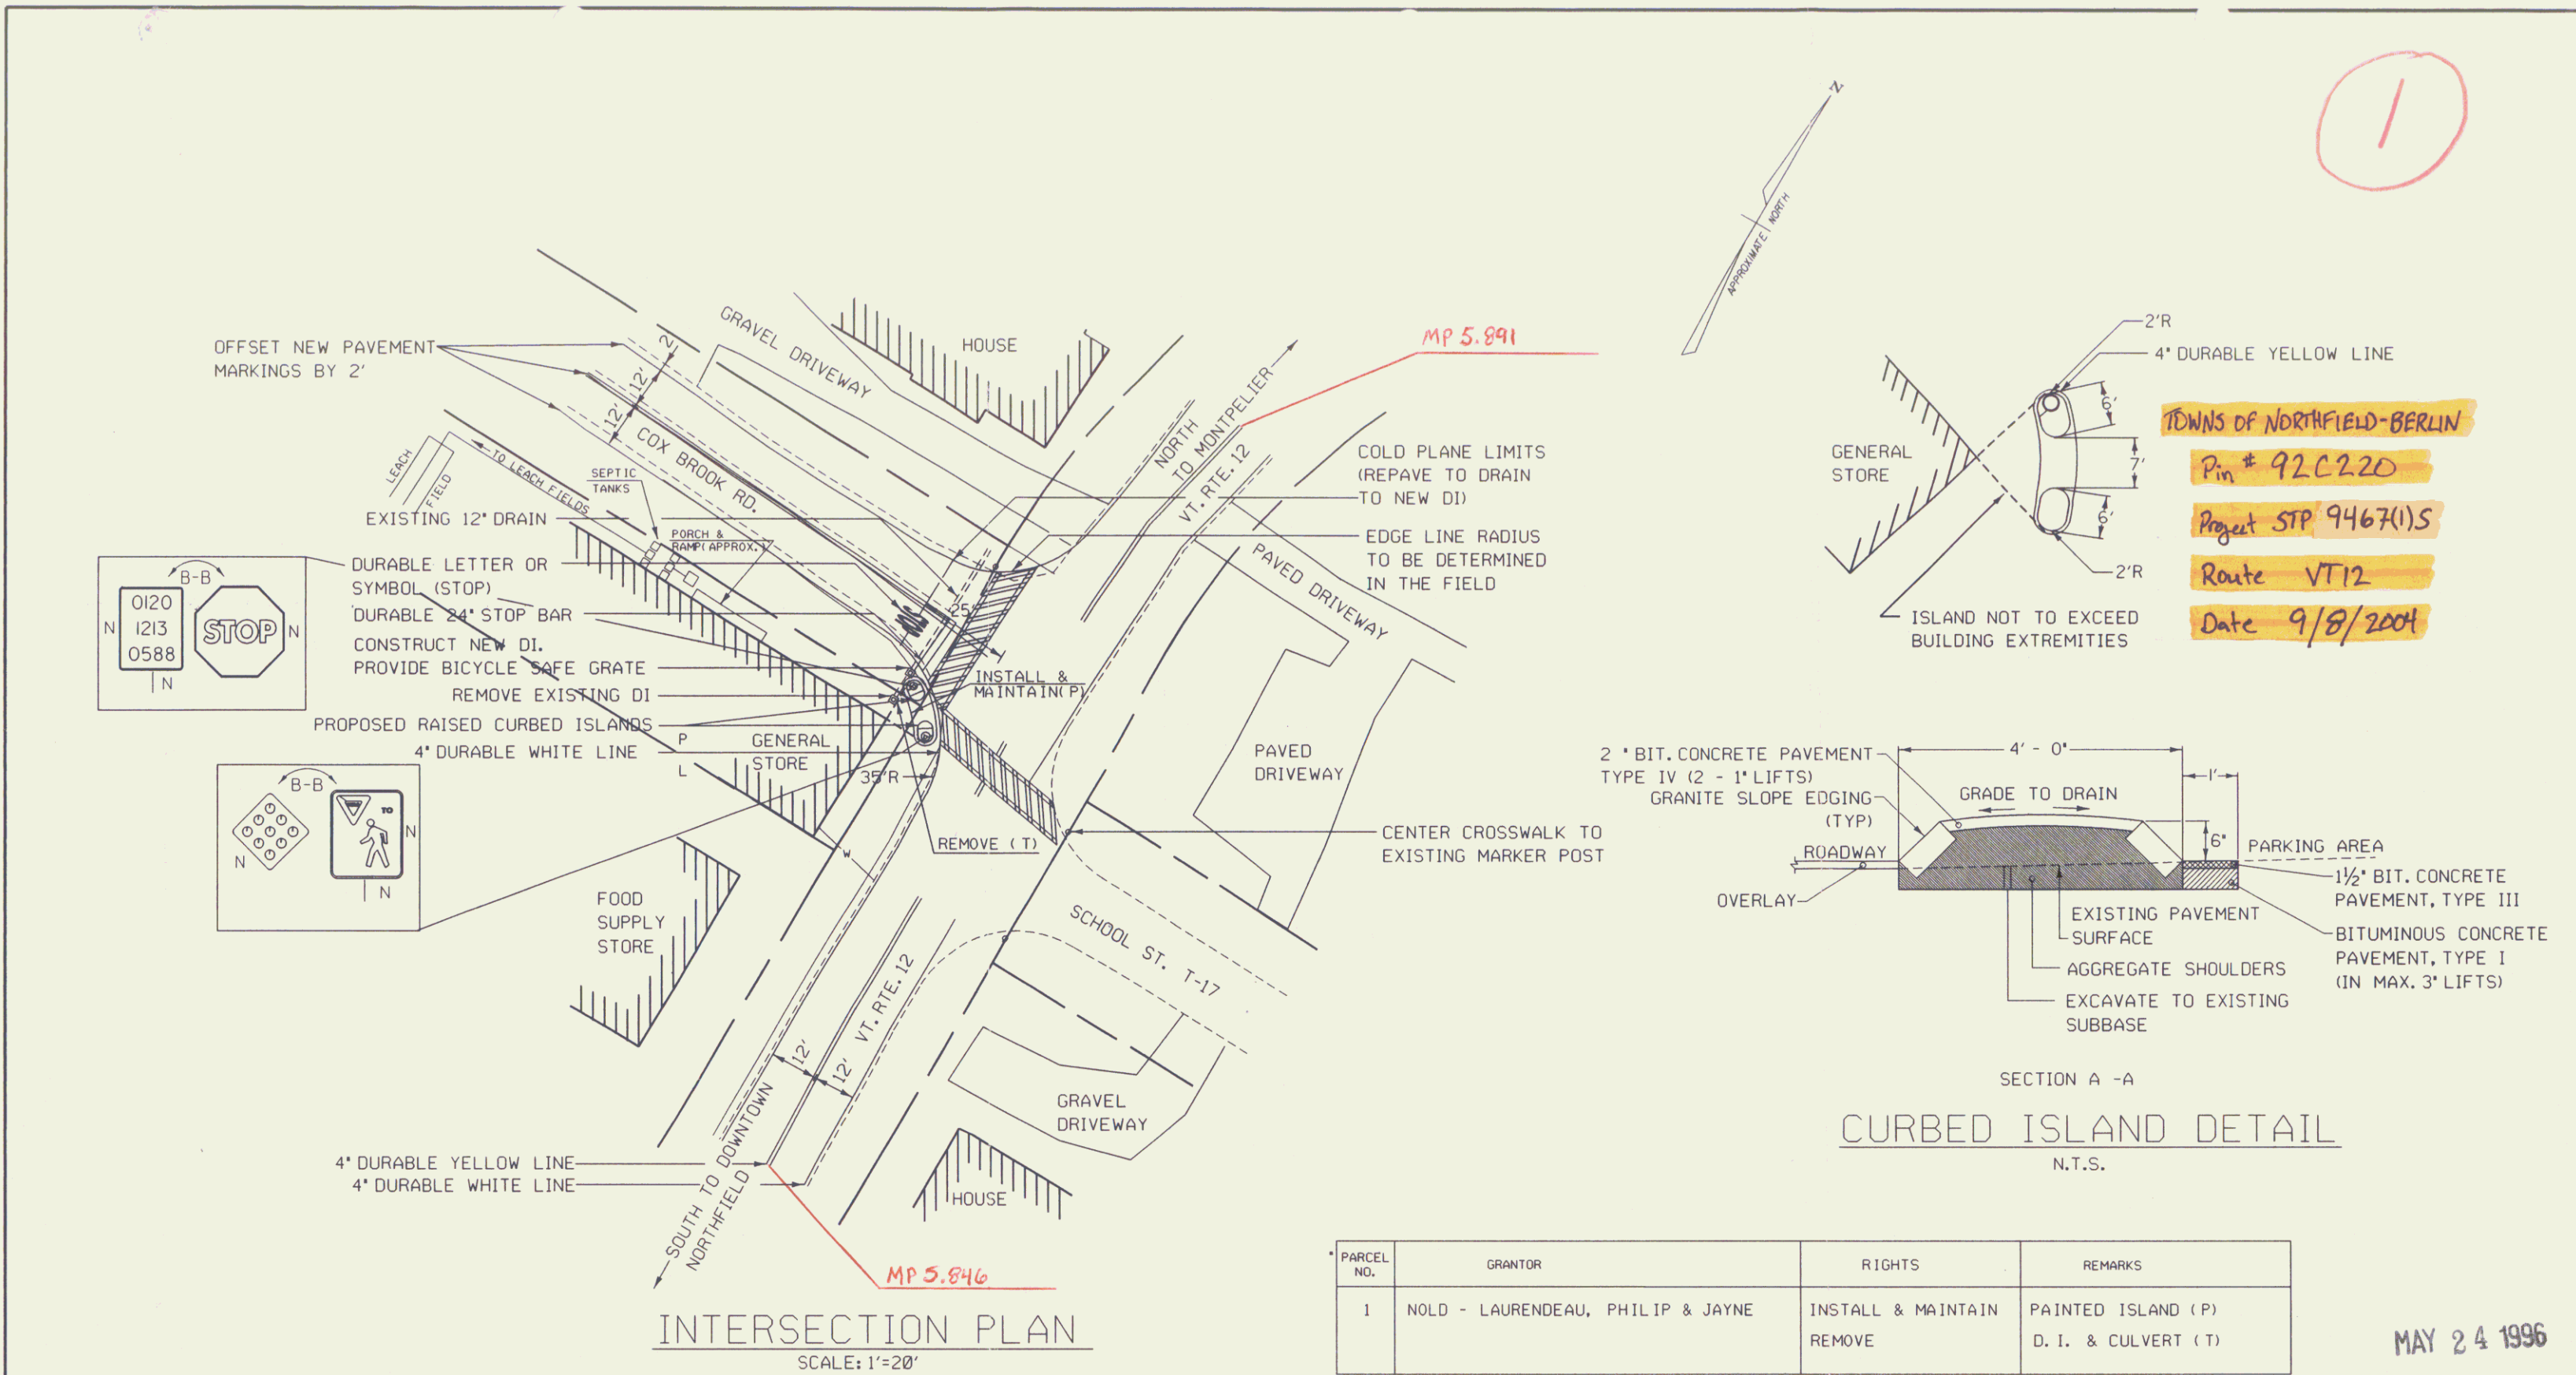 1
N
APPROXIMATE NORTH
OFFSET NEW PAVEMENT
MARKINGS BY 2'
2'
12'
12'
GRAVEL DRIVEWAY
HOUSE
MP 5.891
NORTH
TO MONTPELIER
VT. RTE. 12
COX BROOK RD.
LEACH
FIELD
TO LEACH FIELDS
SEPTIC
TANKS
PORCH &
RAMP(APPROX.)
EXISTING 12" DRAIN
DURABLE LETTER OR
SYMBOL (STOP)
DURABLE 24" STOP BAR
CONSTRUCT NEW DI.
PROVIDE BICYCLE SAFE GRATE
REMOVE EXISTING DI
PROPOSED RAISED CURBED ISLANDS
4" DURABLE WHITE LINE
B-B
N
0120
1213
0588
STOP
N
N
B-B
TO
N
N
N
P
L
GENERAL
STORE
35'R
25'
INSTALL &
MAINTAIN(P)
REMOVE (T)
W
COLD PLANE LIMITS
(REPAVE TO DRAIN
TO NEW DI)
EDGE LINE RADIUS
TO BE DETERMINED
IN THE FIELD
PAVED DRIVEWAY
PAVED
DRIVEWAY
CENTER CROSSWALK TO
EXISTING MARKER POST
FOOD
SUPPLY
STORE
SCHOOL ST. T-17
VT. RTE. 12
12'
12'
GRAVEL
DRIVEWAY
HOUSE
4" DURABLE YELLOW LINE
4" DURABLE WHITE LINE
SOUTH TO DOWNTOWN
NORTHFIELD
MP 5.846
INTERSECTION PLAN
SCALE: 1'=20'
2'R
4" DURABLE YELLOW LINE
6'
7'
6'
2'R
GENERAL
STORE
ISLAND NOT TO EXCEED
BUILDING EXTREMITIES
TOWNS OF NORTHFIELD-BERLIN
Pin # 92C220
Project STP 9467(1)S
Route VT12
Date 9/8/2004
2 " BIT. CONCRETE PAVEMENT
TYPE IV (2 - 1" LIFTS)
GRANITE SLOPE EDGING
(TYP)
4' - 0"
1'
GRADE TO DRAIN
6"
ROADWAY
OVERLAY
PARKING AREA
1½" BIT. CONCRETE
PAVEMENT, TYPE III
BITUMINOUS CONCRETE
PAVEMENT, TYPE I
(IN MAX. 3" LIFTS)
EXISTING PAVEMENT
SURFACE
AGGREGATE SHOULDERS
EXCAVATE TO EXISTING
SUBBASE
SECTION A -A
CURBED ISLAND DETAIL
N.T.S.
PARCEL NO. GRANTOR RIGHTS REMARKS
1 NOLD - LAURENDEAU, PHILIP & JAYNE INSTALL & MAINTAIN PAINTED ISLAND (P)
REMOVE D. I. & CULVERT (T)
MAY 24 1996